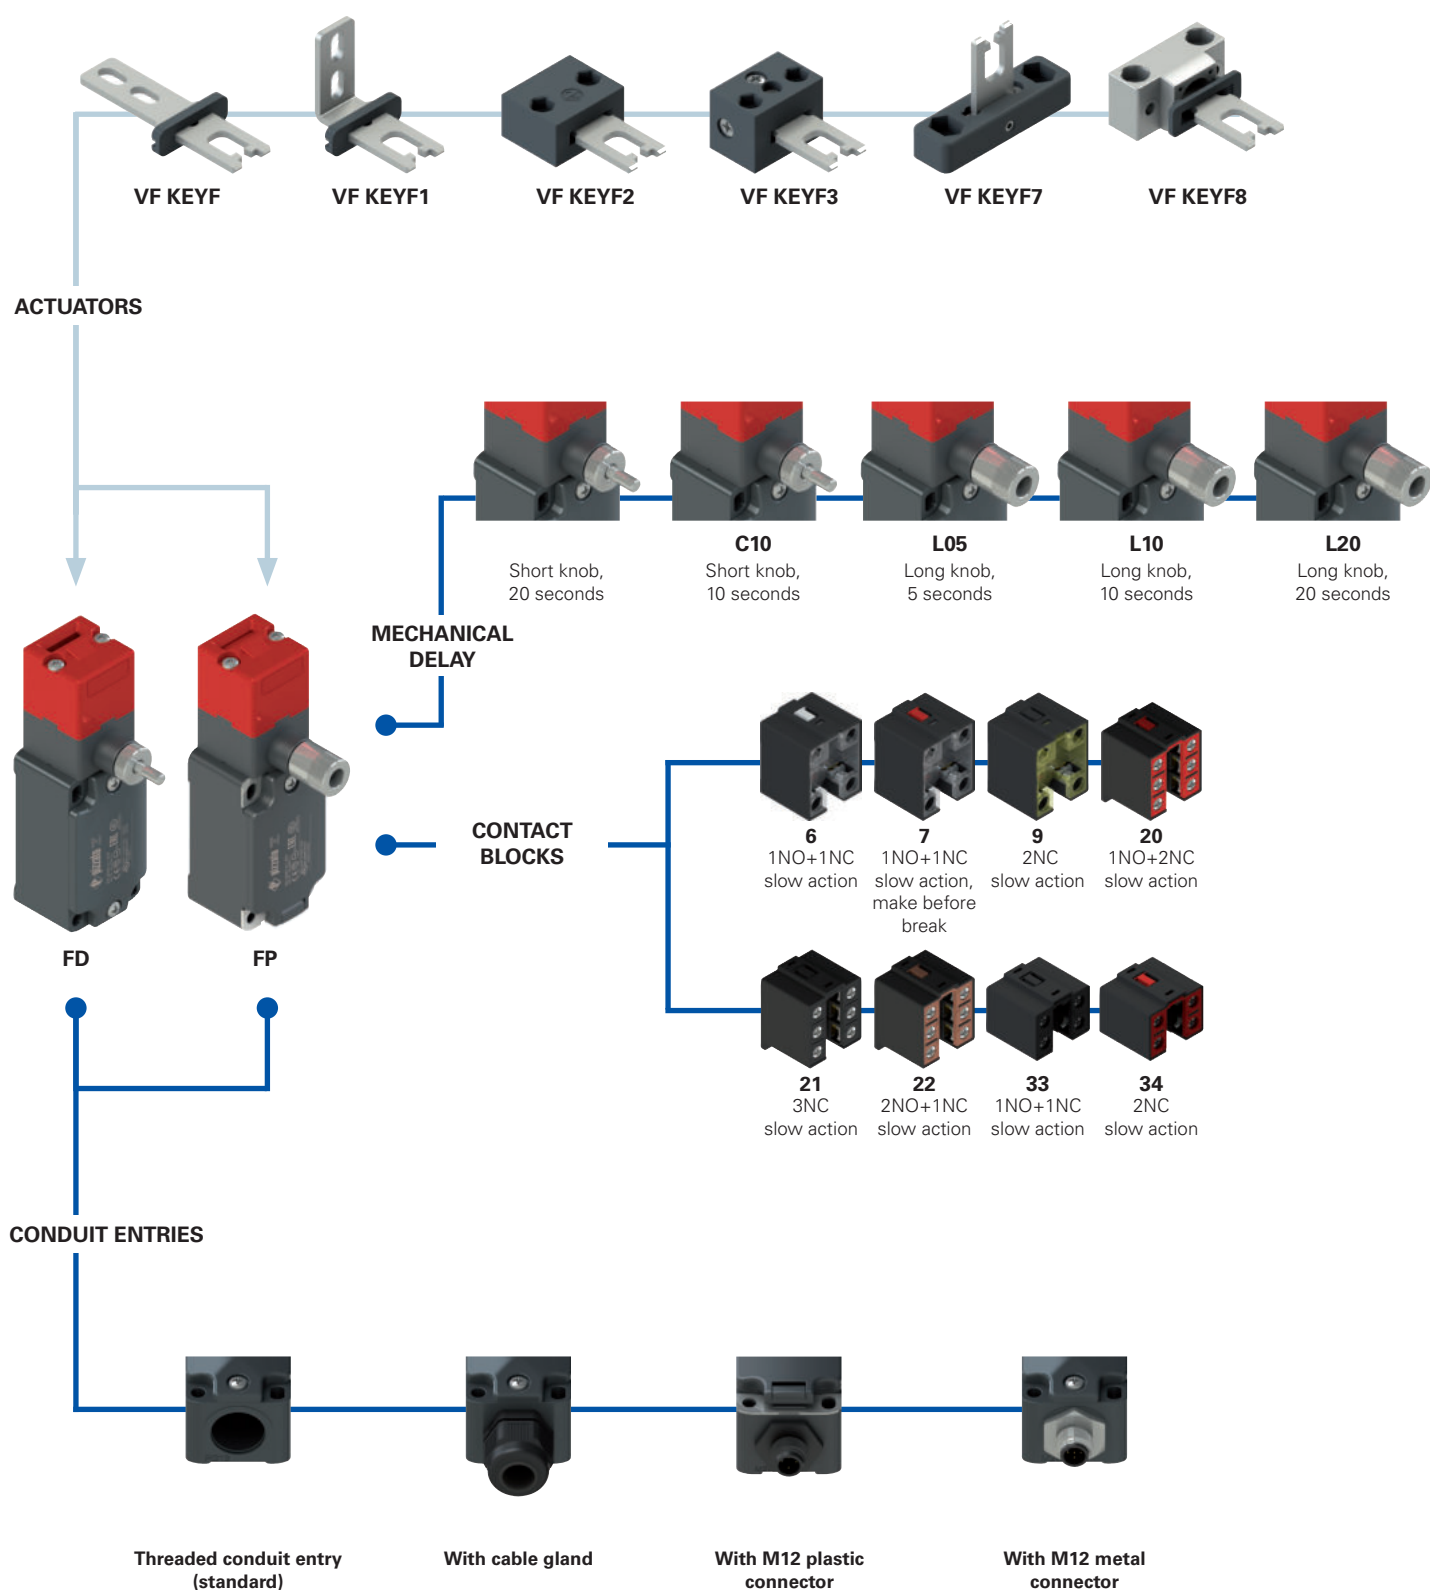 VF KEYF
VF KEYF1
VF KEYF2
VF KEYF3
VF KEYF7
VF KEYF8
ACTUATORS
C10
L05
L10
L20
Short knob,
20 seconds
Short knob,
10 seconds
Long knob,
5 seconds
Long knob,
10 seconds
Long knob,
20 seconds
MECHANICAL
DELAY
CONTACT
BLOCKS
6
1NO+1NC
slow action
7
1NO+1NC
slow action,
make before
break
9
2NC
slow action
20
1NO+2NC
slow action
pizzato
pizzato
FD
FP
21
3NC
slow action
22
2NO+1NC
slow action
33
1NO+1NC
slow action
34
2NC
slow action
CONDUIT ENTRIES
Threaded conduit entry
(standard)
With cable gland
With M12 plastic
connector
With M12 metal
connector